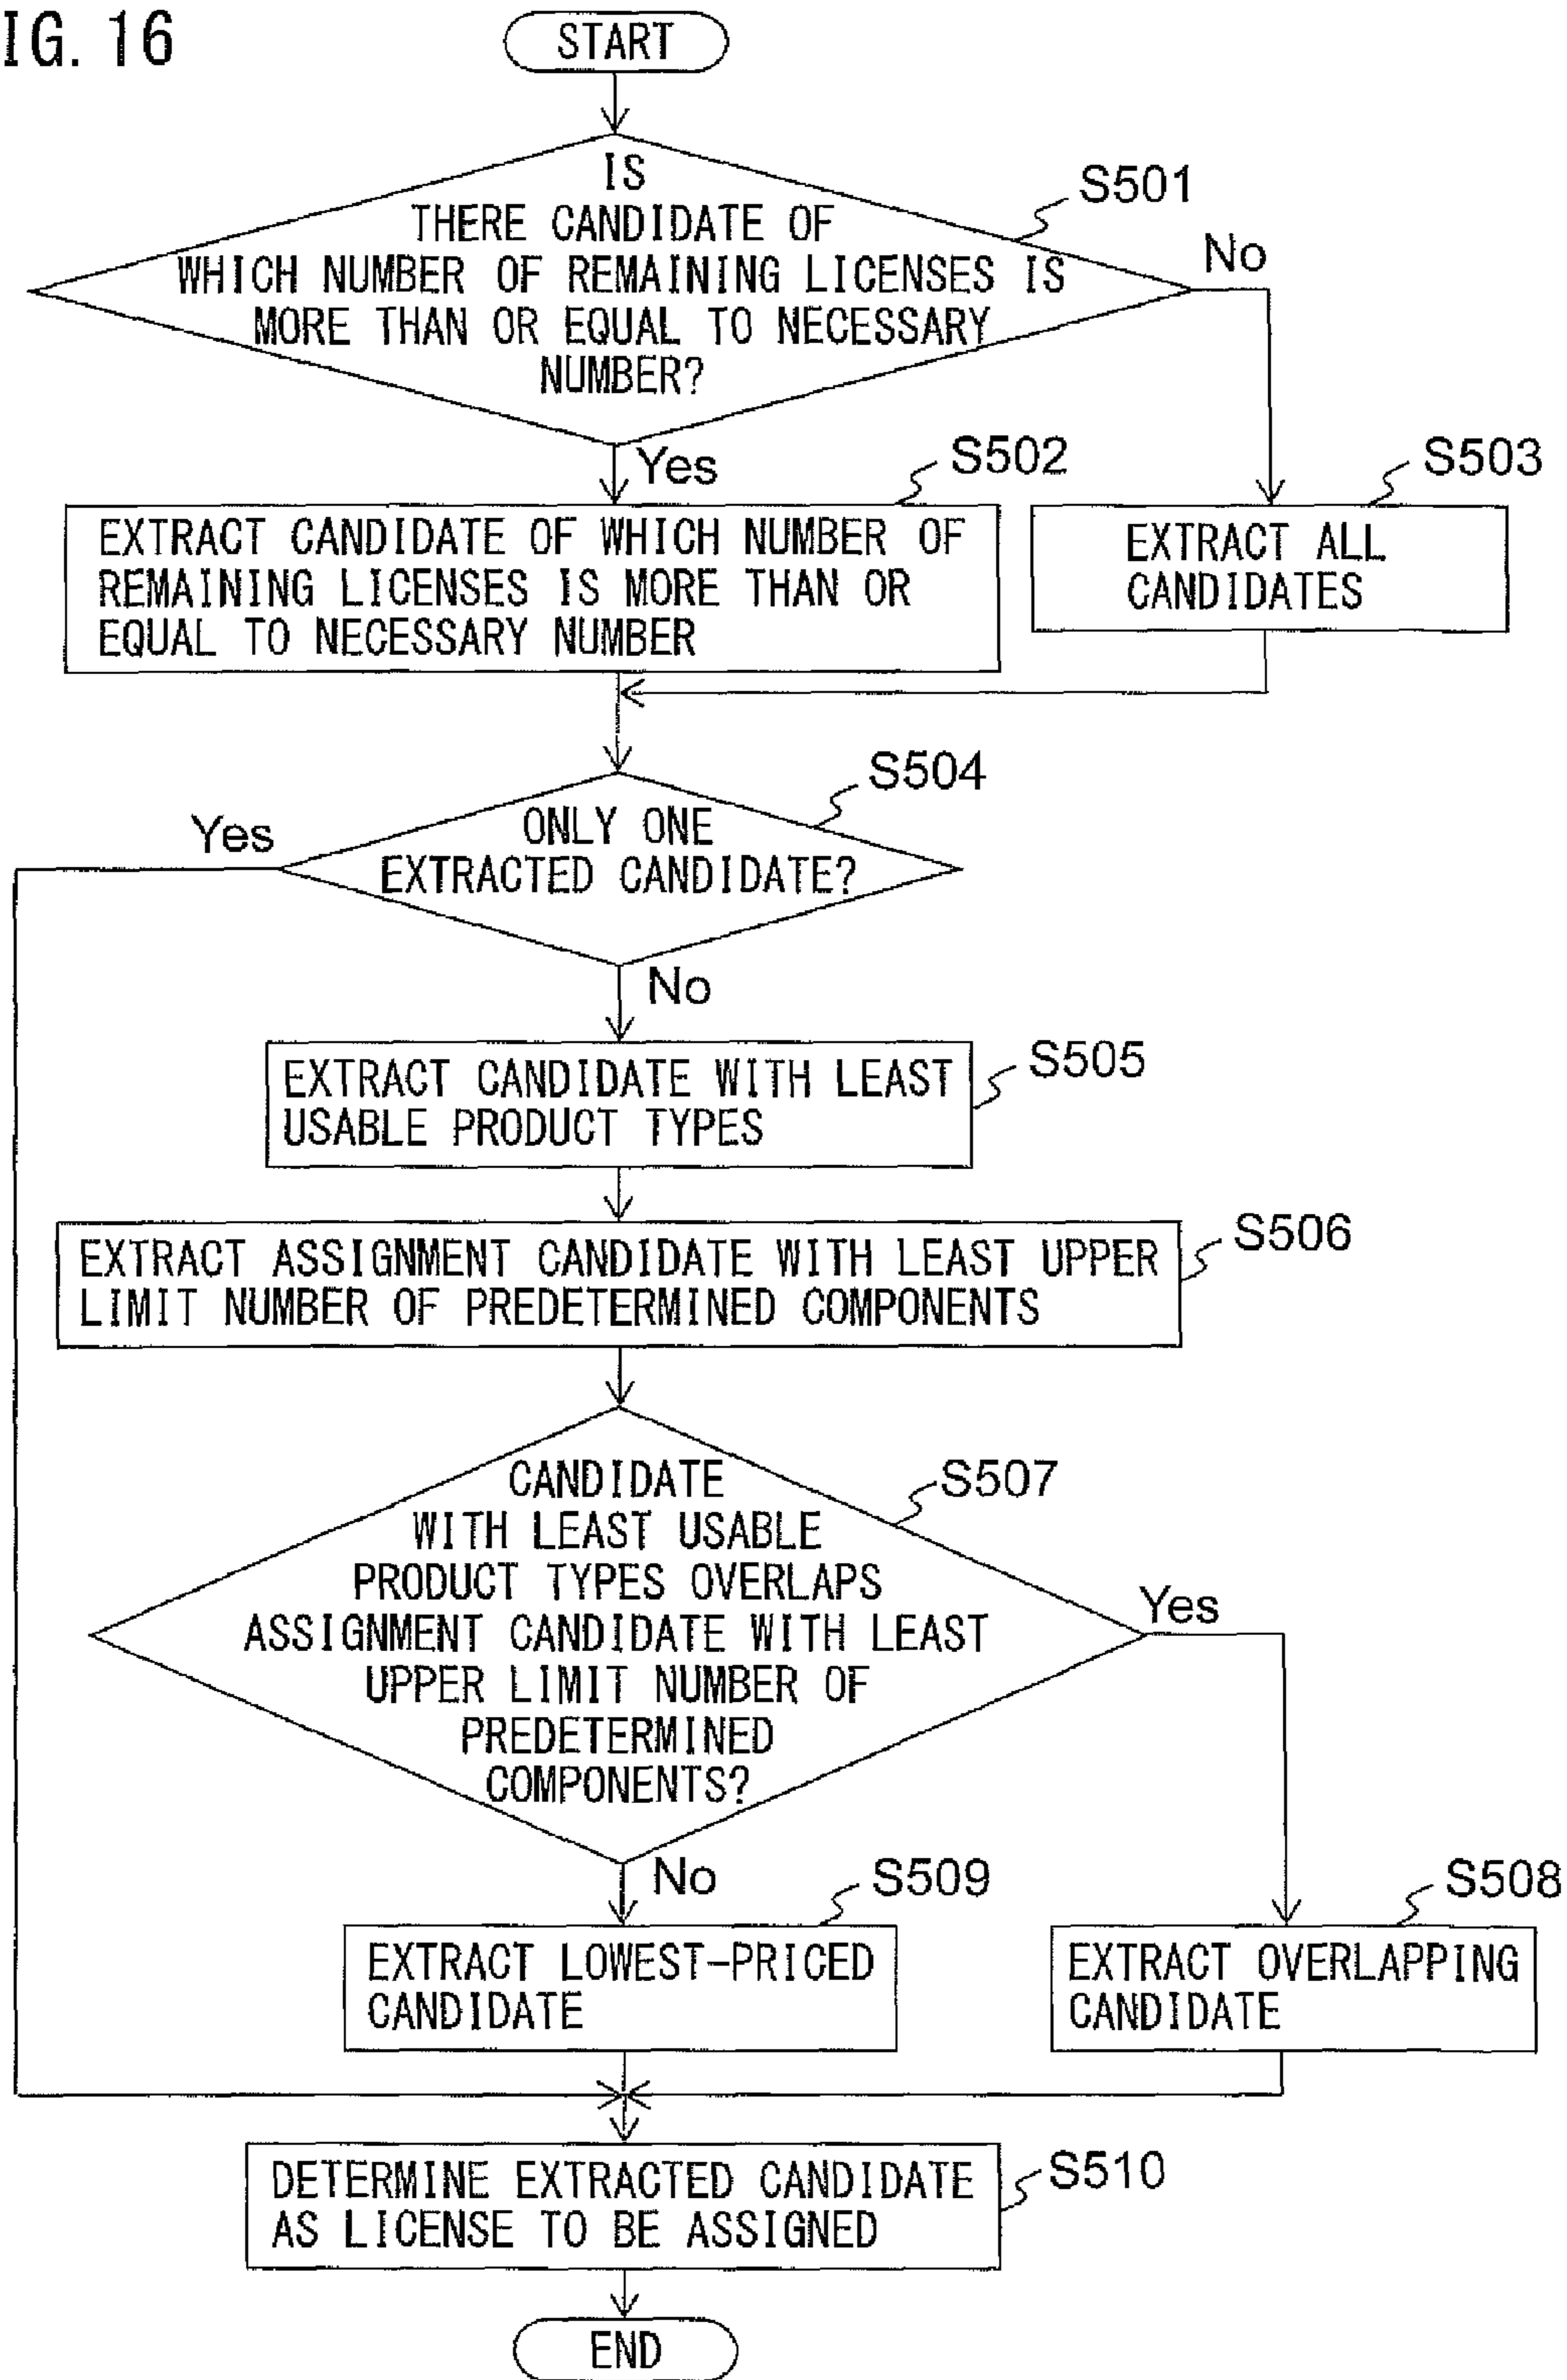 IG. 16
START
IS
THERE CANDIDATE OF
WHICH NUMBER OF REMAINING LICENSES IS
MORE THAN OR EQUAL TO NECESSARY
NUMBER?
S501
No
Yes
S502
EXTRACT CANDIDATE OF WHICH NUMBER OF
REMAINING LICENSES IS MORE THAN OR
EQUAL TO NECESSARY NUMBER
S503
EXTRACT ALL
CANDIDATES
S504
Yes
ONLY ONE
EXTRACTED CANDIDATE?
No
S505
EXTRACT CANDIDATE WITH LEAST
USABLE PRODUCT TYPES
S506
EXTRACT ASSIGNMENT CANDIDATE WITH LEAST UPPER
LIMIT NUMBER OF PREDETERMINED COMPONENTS
S507
CANDIDATE
WITH LEAST USABLE
PRODUCT TYPES OVERLAPS
ASSIGNMENT CANDIDATE WITH LEAST
UPPER LIMIT NUMBER OF
PREDETERMINED
COMPONENTS?
Yes
No
S509
EXTRACT LOWEST-PRICED
CANDIDATE
S508
EXTRACT OVERLAPPING
CANDIDATE
S510
DETERMINE EXTRACTED CANDIDATE
AS LICENSE TO BE ASSIGNED
END